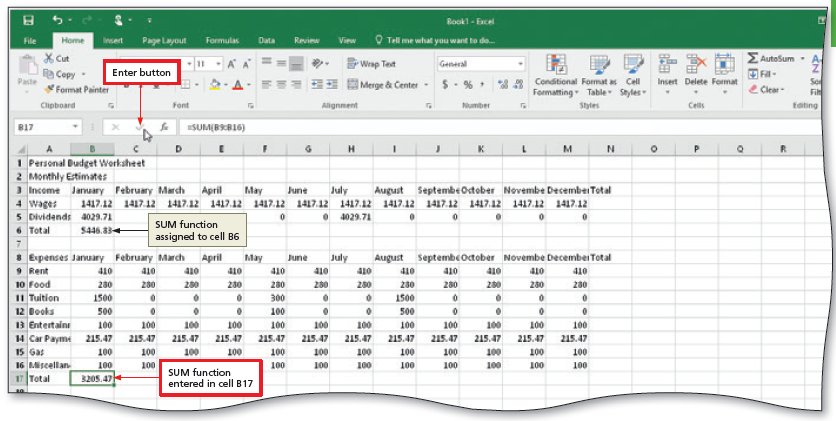 Book1 - Excel
File Home Insert Page Layout Formulas Data Review View Tell me what you want to do...
Cut
Copy
Paste
Format Painter
Clipboard
Enter button
11
Font
Wrap Text
Merge & Center
Alignment
General
$ % ,
Number
Conditional Formatting
Format as Table
Cell Styles
Styles
Insert Delete Format
Cells
AutoSum
Fill
Clear
Editing
B17 fx =SUM(B9:B16)
A B C D E F G H I J K L M N O P Q R
1 Personal Budget Worksheet
2 Monthly Estimates
3 Income January February March April May June July August Septembe October Novembe December Total
4 Wages 1417.12 1417.12 1417.12 1417.12 1417.12 1417.12 1417.12 1417.12 1417.12 1417.12 1417.12 1417.12
5 Dividends 4029.71 0 0 4029.71 0 0 0 0 0
6 Total 5446.83
SUM function
assigned to cell B6
7
8 Expenses January February March April May June July August Septembe October Novembe December Total
9 Rent 410 410 410 410 410 410 410 410 410 410 410 410
10 Food 280 280 280 280 280 280 280 280 280 280 280 280
11 Tuition 1500 0 0 0 300 0 0 1500 0 0 0 0
12 Books 500 0 0 0 100 0 0 500 0 0 0 0
13 Entertainr 100 100 100 100 100 100 100 100 100 100 100 100
14 Car Payme 215.47 215.47 215.47 215.47 215.47 215.47 215.47 215.47 215.47 215.47 215.47 215.47
15 Gas 100 100 100 100 100 100 100 100 100 100 100 100
16 Miscellan 100 100 100 100 100 100 100 100 100 100
17 Total 3205.47
SUM function
entered in cell B17